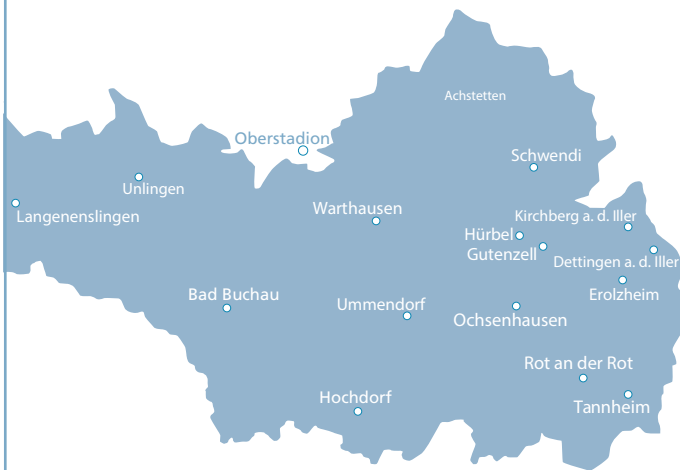 Achstetten
Oberstadion
Schwendi
Unlingen
Langenenslingen
Warthausen
Kirchberg a. d. Iller
Hürbel
Gutenzell
Dettingen a. d. Iller
Bad Buchau
Ummendorf
Erolzheim
Ochsenhausen
Rot an der Rot
Hochdorf
Tannheim